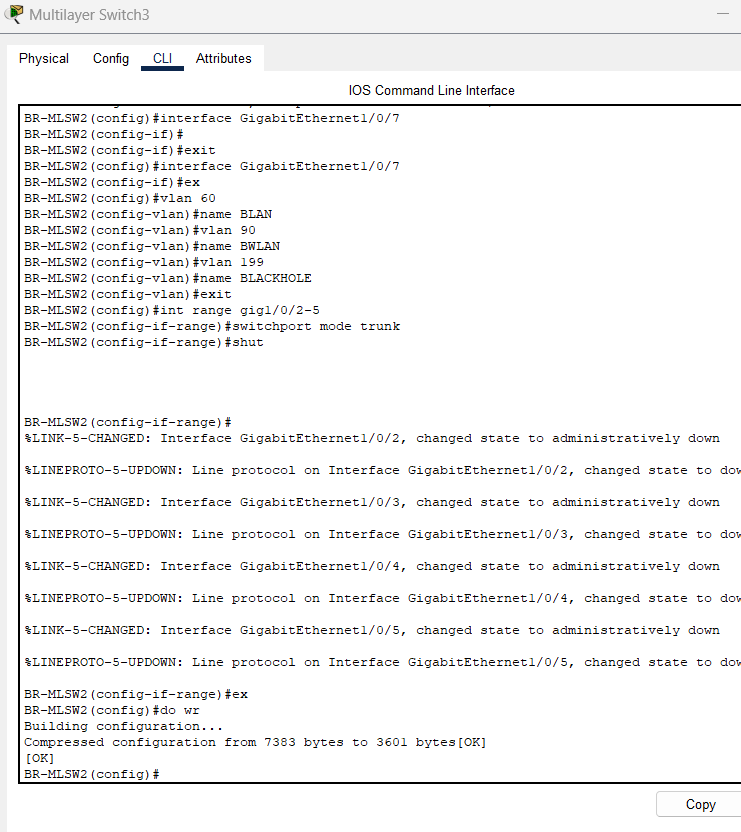 Multilayer Switch3
Physical Config CLI Attributes
IOS Command Line Interface
BR-MLSW2(config)#interface GigabitEthernet1/0/7
BR-MLSW2(config-if)#
BR-MLSW2(config-if)#exit
BR-MLSW2(config)#interface GigabitEthernet1/0/7
BR-MLSW2(config-if)#ex
BR-MLSW2(config)#vlan 60
BR-MLSW2(config-vlan)#name BLAN
BR-MLSW2(config-vlan)#vlan 90
BR-MLSW2(config-vlan)#name BWLAN
BR-MLSW2(config-vlan)#vlan 199
BR-MLSW2(config-vlan)#name BLACKHOLE
BR-MLSW2(config-vlan)#exit
BR-MLSW2(config)#int range gig1/0/2-5
BR-MLSW2(config-if-range)#switchport mode trunk
BR-MLSW2(config-if-range)#shut
BR-MLSW2(config-if-range)#
%LINK-5-CHANGED: Interface GigabitEthernet1/0/2, changed state to administratively down
%LINEPROTO-5-UPDOWN: Line protocol on Interface GigabitEthernet1/0/2, changed state to
%LINK-5-CHANGED: Interface GigabitEthernet1/0/3, changed state to administratively down
%LINEPROTO-5-UPDOWN: Line protocol on Interface GigabitEthernet1/0/3, changed state to
%LINK-5-CHANGED: Interface GigabitEthernet1/0/4, changed state to administratively down
%LINEPROTO-5-UPDOWN: Line protocol on Interface GigabitEthernet1/0/4, changed state to
%LINK-5-CHANGED: Interface GigabitEthernet1/0/5, changed state to administratively down
%LINEPROTO-5-UPDOWN: Line protocol on Interface GigabitEthernet1/0/5, changed state to
BR-MLSW2(config-if-range)#ex
BR-MLSW2(config)#do wr
Building configuration...
Compressed configuration from 7383 bytes to 3601 bytes[OK]
[OK]
BR-MLSW2(config)#
Copy